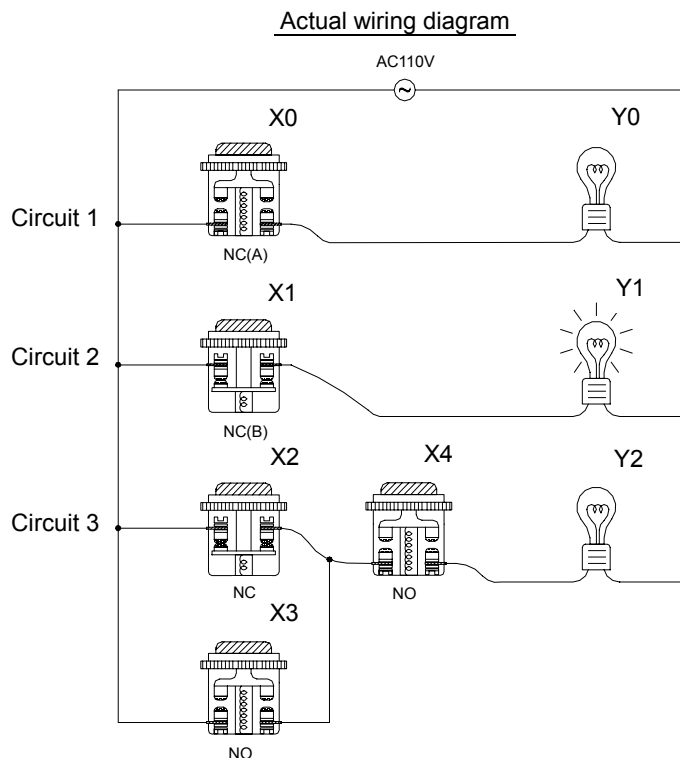 Actual wiring diagram
AC110V
X0 Y0
Circuit 1
NC(A)
X1 Y1
Circuit 2
NC(B)
X2 X4 Y2
Circuit 3
NC NO
X3
NO